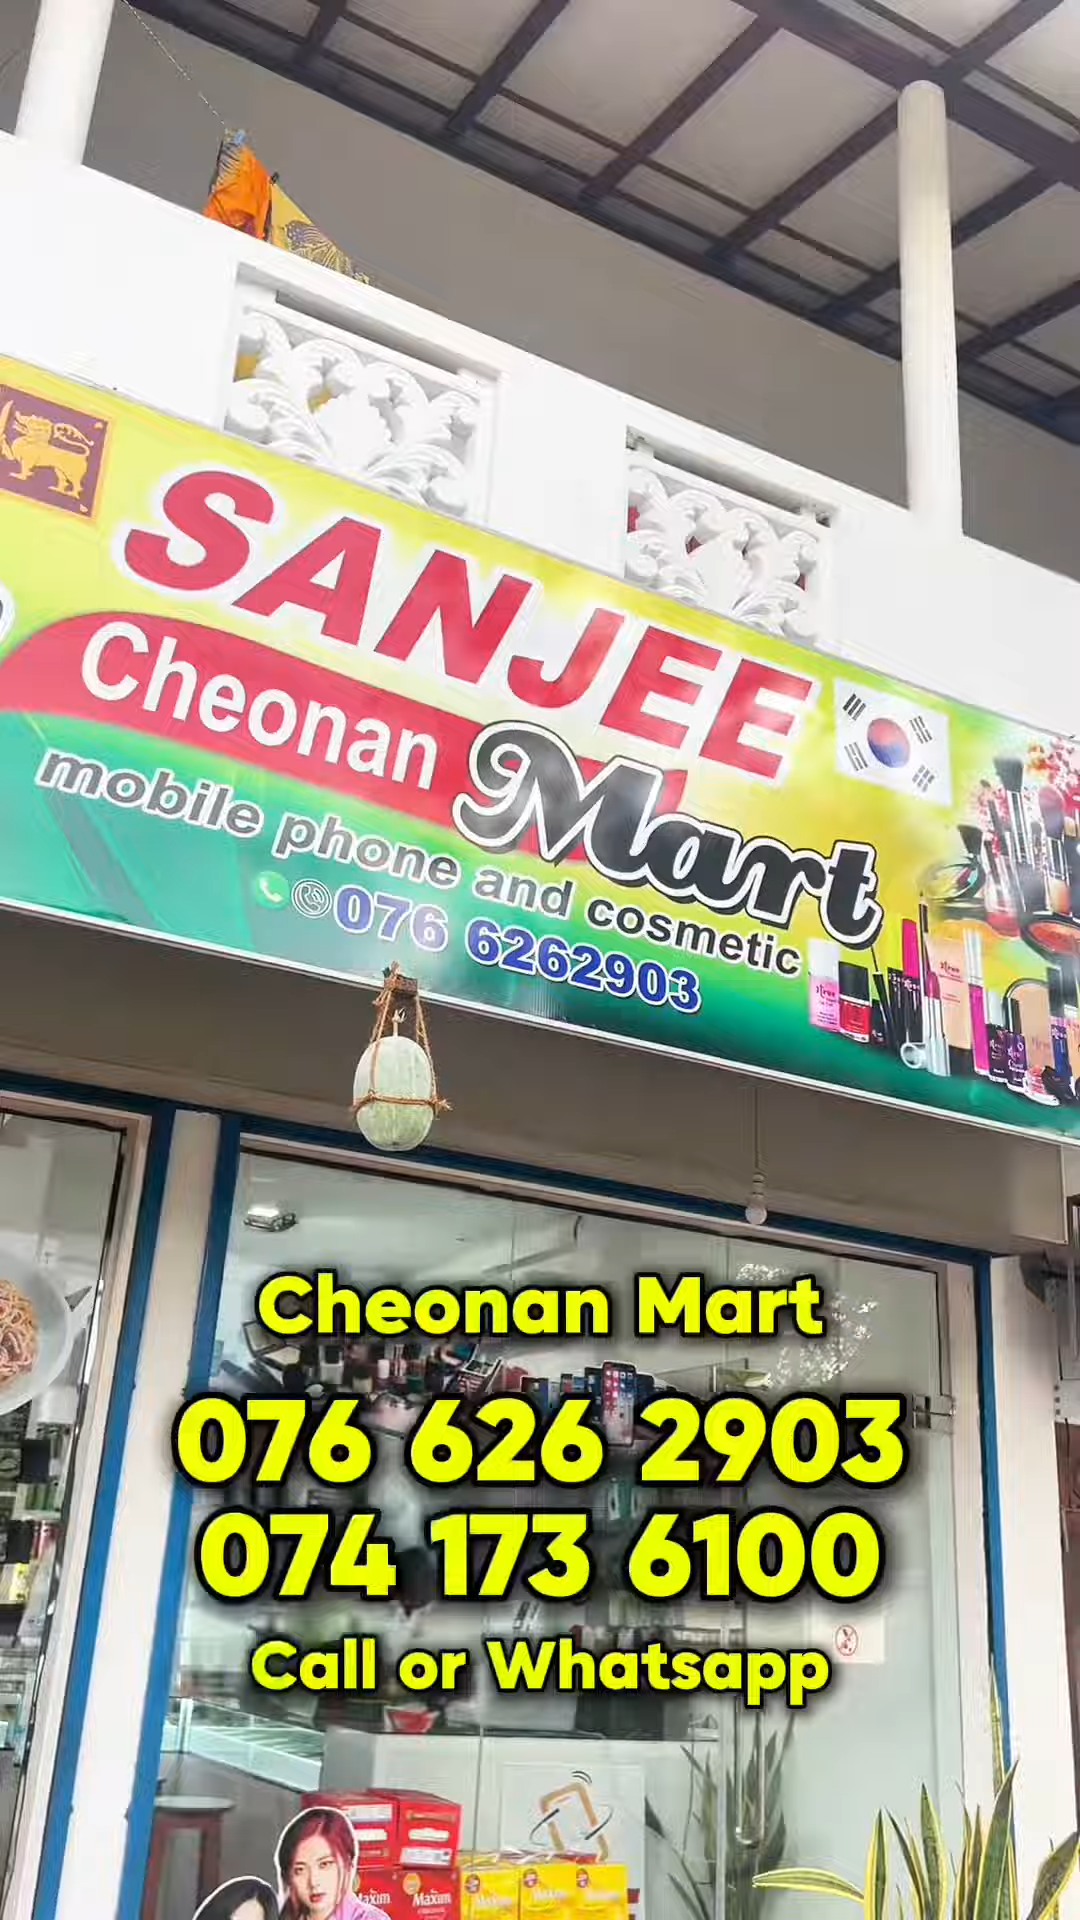 SANJEE
Cheonan Mart
mobile phone and cosmetic
076 6262903
Cheonan Mart
076 626 2903
074 173 6100
Call or Whatsapp
Maxim
Maxim